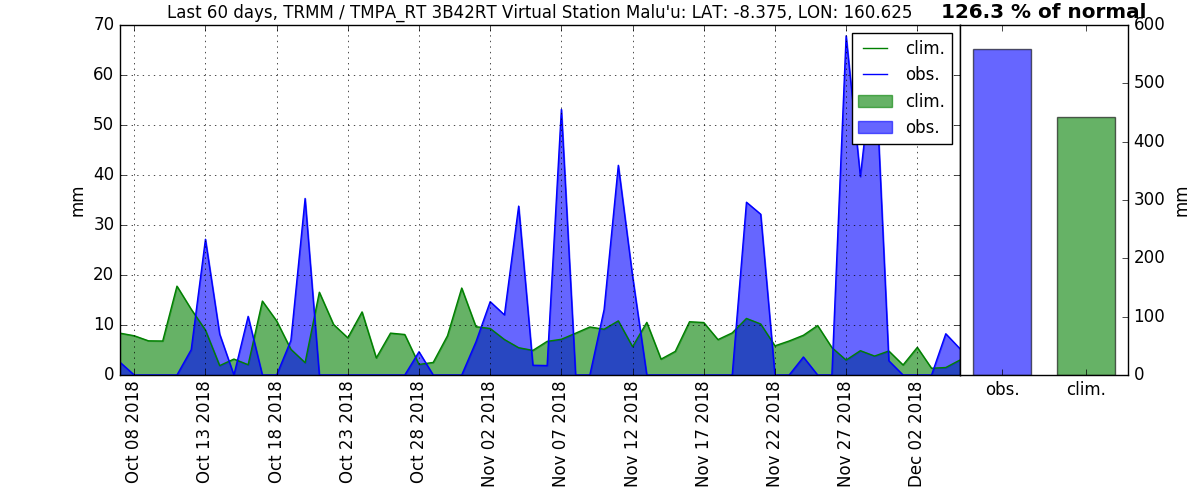 Last 60 days, TRMM / TMPA_RT 3B42RT Virtual Station Malu'u: LAT: -8.375, LON: 160.625
126.3 % of normal
70
60
50
40
30
20
10
0
mm
clim.
obs.
clim.
obs.
600
500
400
300
200
100
0
mm
Oct 08 2018
Oct 13 2018
Oct 18 2018
Oct 23 2018
Oct 28 2018
Nov 02 2018
Nov 07 2018
Nov 12 2018
Nov 17 2018
Nov 22 2018
Nov 27 2018
Dec 02 2018
obs.
clim.